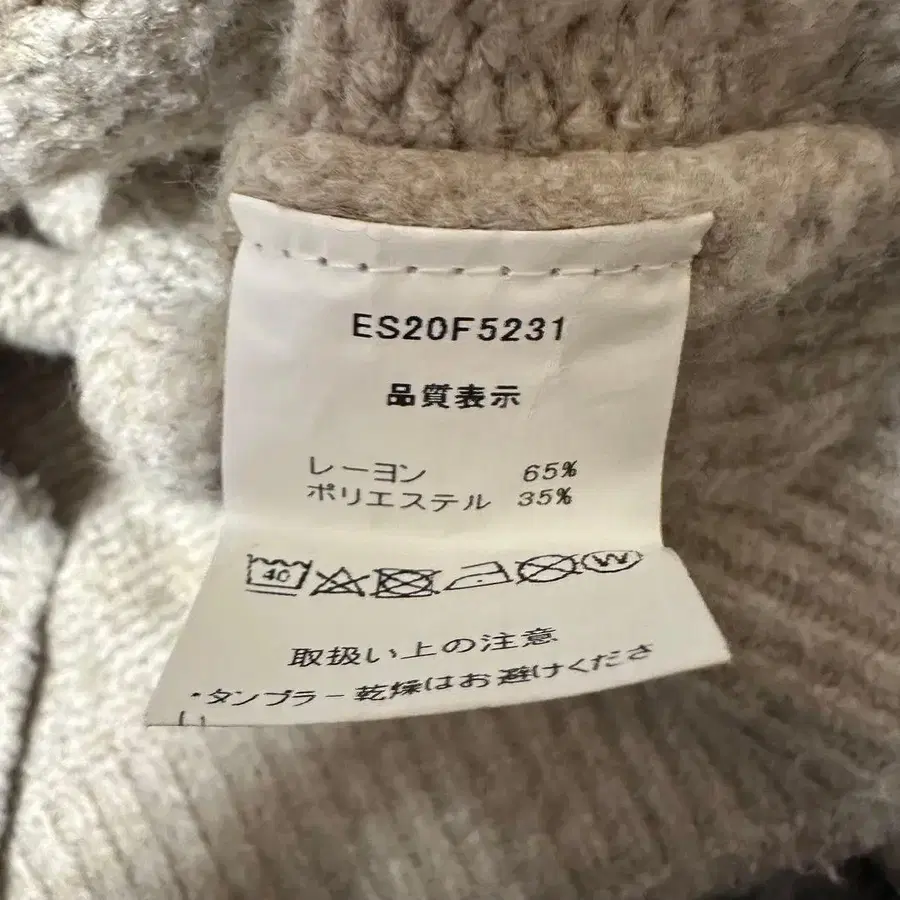 ES20F5231
品質表示
レーヨン 65%
ポリエステル 35%
40 W
取扱い上の注意
・タンブラー乾燥はお避けくださ
い